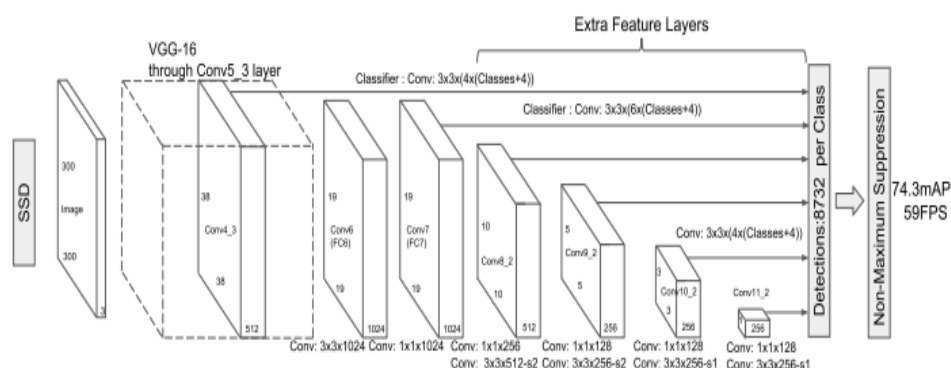 Extra Feature Layers
VGG-16
through Conv5_3 layer
Classifier : Conv: 3x3x(4x(Classes+4))
Classifier : Conv: 3x3x(6x(Classes+4))
SSD
300
Image
300
3
38
Conv4_3
38
512
19
Conv6
(FC6)
19
1024
19
Conv7
(FC7)
19
1024
10
Conv8_2
10
512
5
Conv9_2
5
256
Conv: 3x3x(4x(Classes+4))
3
Conv10_2
3
256
Conv11_2
1
256
Detections:8732 per Class
Non-Maximum Suppression
74.3mAP
59FPS
Conv: 3x3x1024
Conv: 1x1x1024
Conv: 1x1x256
Conv: 3x3x512-s2
Conv: 1x1x128
Conv: 3x3x256-s2
Conv: 1x1x128
Conv: 3x3x256-s1
Conv: 1x1x128
Conv: 3x3x256-s1